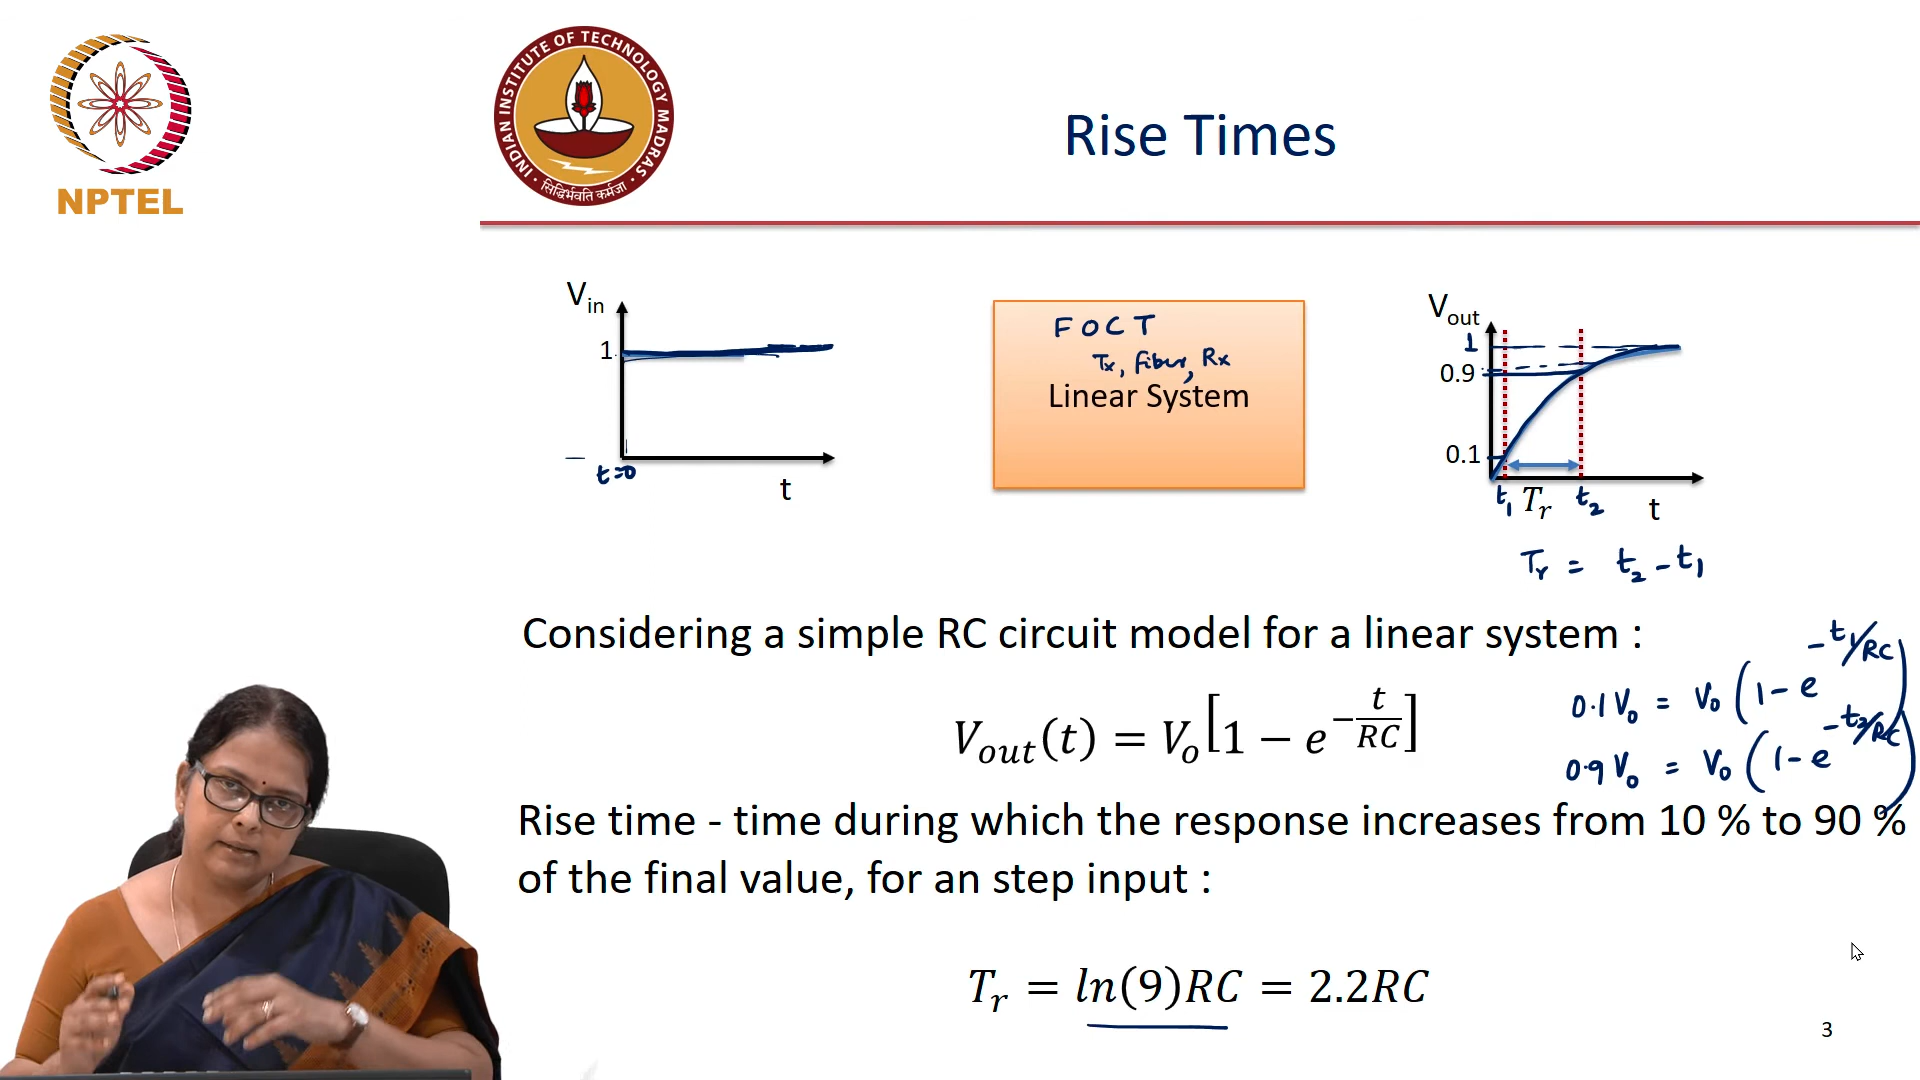 NPTEL
INDIAN INSTITUTE OF TECHNOLOGY MADRAS
सिद्धिर्भवति कर्मजा
Rise Times
Vin
1
t=0
t
FOCT
Tx, fiber, Rx
Linear System
Vout
1
0.9
0.1
t1 Tr t2 t
Tr = t2 - t1
Considering a simple RC circuit model for a linear system :
Vout(t) = Vo[1 − e^−t/RC]
0.1 V0 = V0 (1 - e^-t1/RC)
0.9 V0 = V0 (1 - e^-t2/RC)
Rise time - time during which the response increases from 10 % to 90 %
of the final value, for an step input :
Tr = ln(9)RC = 2.2RC
3